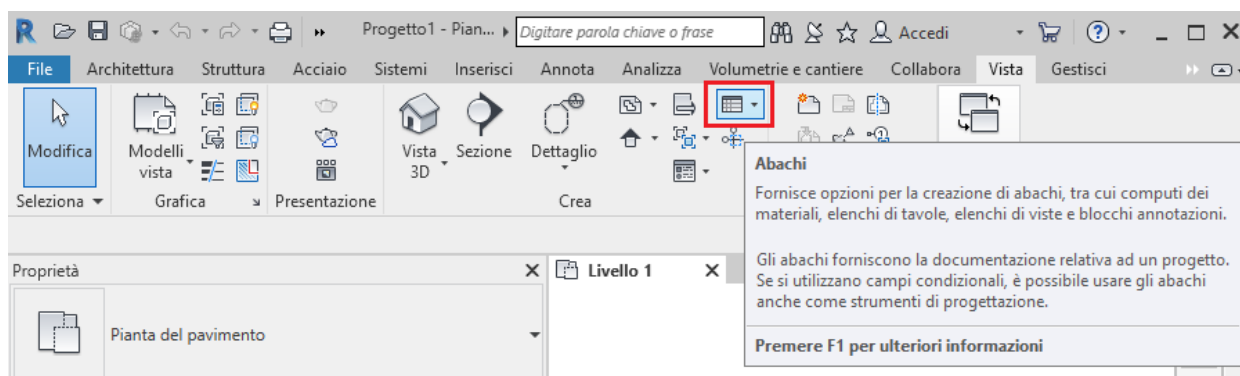 Progetto1 - Pian... Digitare parola chiave o frase Accedi
File Architettura Struttura Acciaio Sistemi Inserisci Annota Analizza Volumetrie e cantiere Collabora Vista Gestisci
Modifica
Modelli
vista
Vista
3D
Sezione
Dettaglio
Seleziona Grafica Presentazione Crea
Abachi
Fornisce opzioni per la creazione di abachi, tra cui computi dei
materiali, elenchi di tavole, elenchi di viste e blocchi annotazioni.
Gli abachi forniscono la documentazione relativa ad un progetto.
Se si utilizzano campi condizionali, è possibile usare gli abachi
anche come strumenti di progettazione.
Premere F1 per ulteriori informazioni
Proprietà
Livello 1
Pianta del pavimento